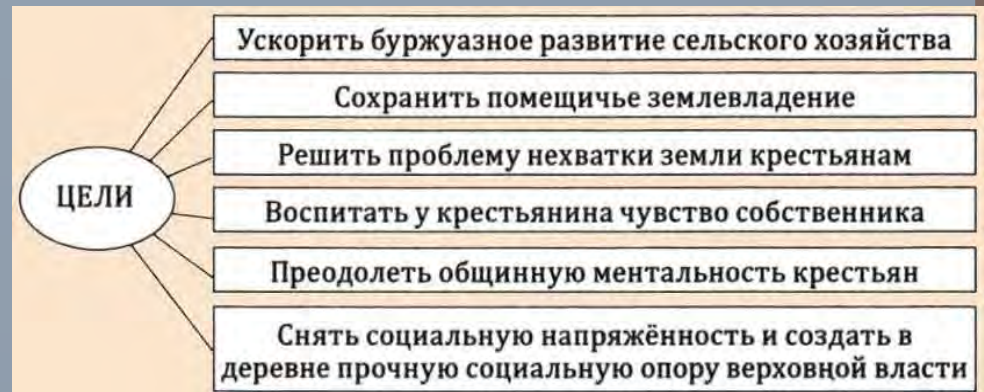 Ускорить буржуазное развитие сельского хозяйства
Сохранить помещичье землевладение
Решить проблему нехватки земли крестьянам
ЦЕЛИ
Воспитать у крестьянина чувство собственника
Преодолеть общинную ментальность крестьян
Снять социальную напряжённость и создать в
деревне прочную социальную опору верховной власти